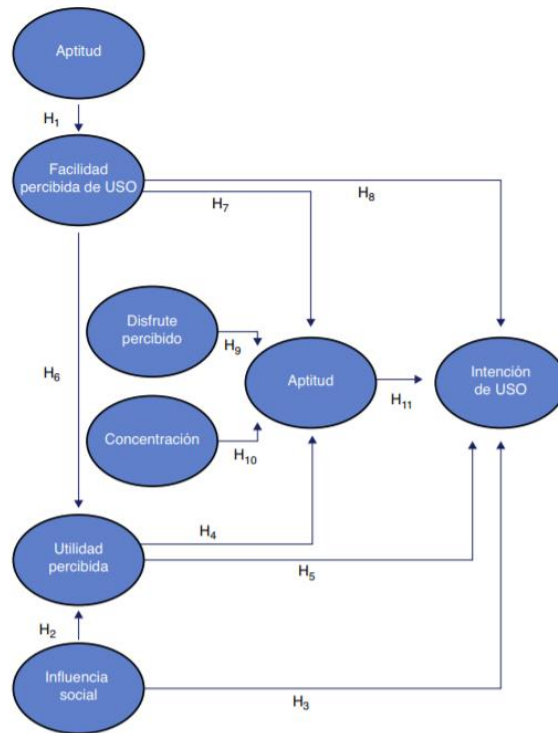 Aptitud
H1
Facilidad
percibida de USO
H8
H7
Disfrute
percibido
H9
H6
Aptitud
Intención
de USO
H11
Concentración
H10
H4
Utilidad
percibida
H5
H2
Influencia
social
H3